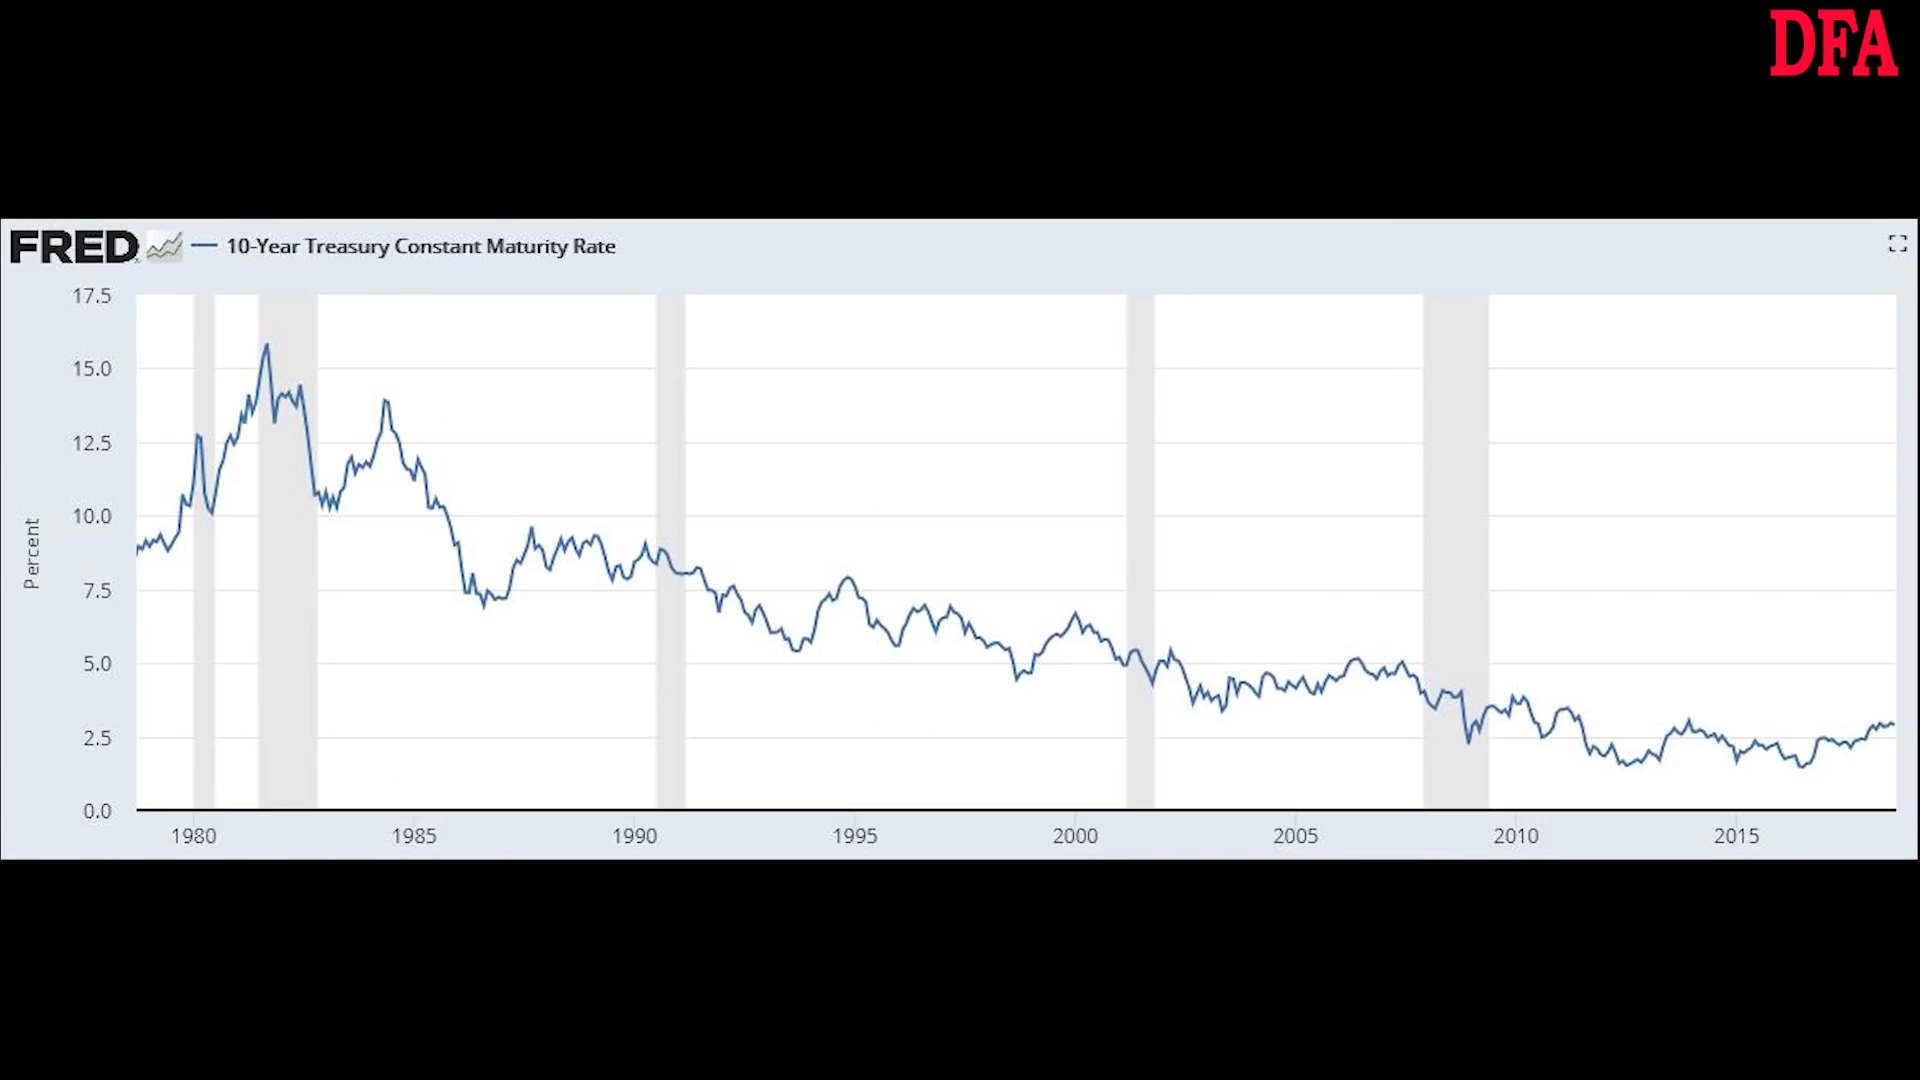 DFA
FRED 10-Year Treasury Constant Maturity Rate
17.5
15.0
12.5
10.0
7.5
5.0
2.5
0.0
Percent
1980 1985 1990 1995 2000 2005 2010 2015